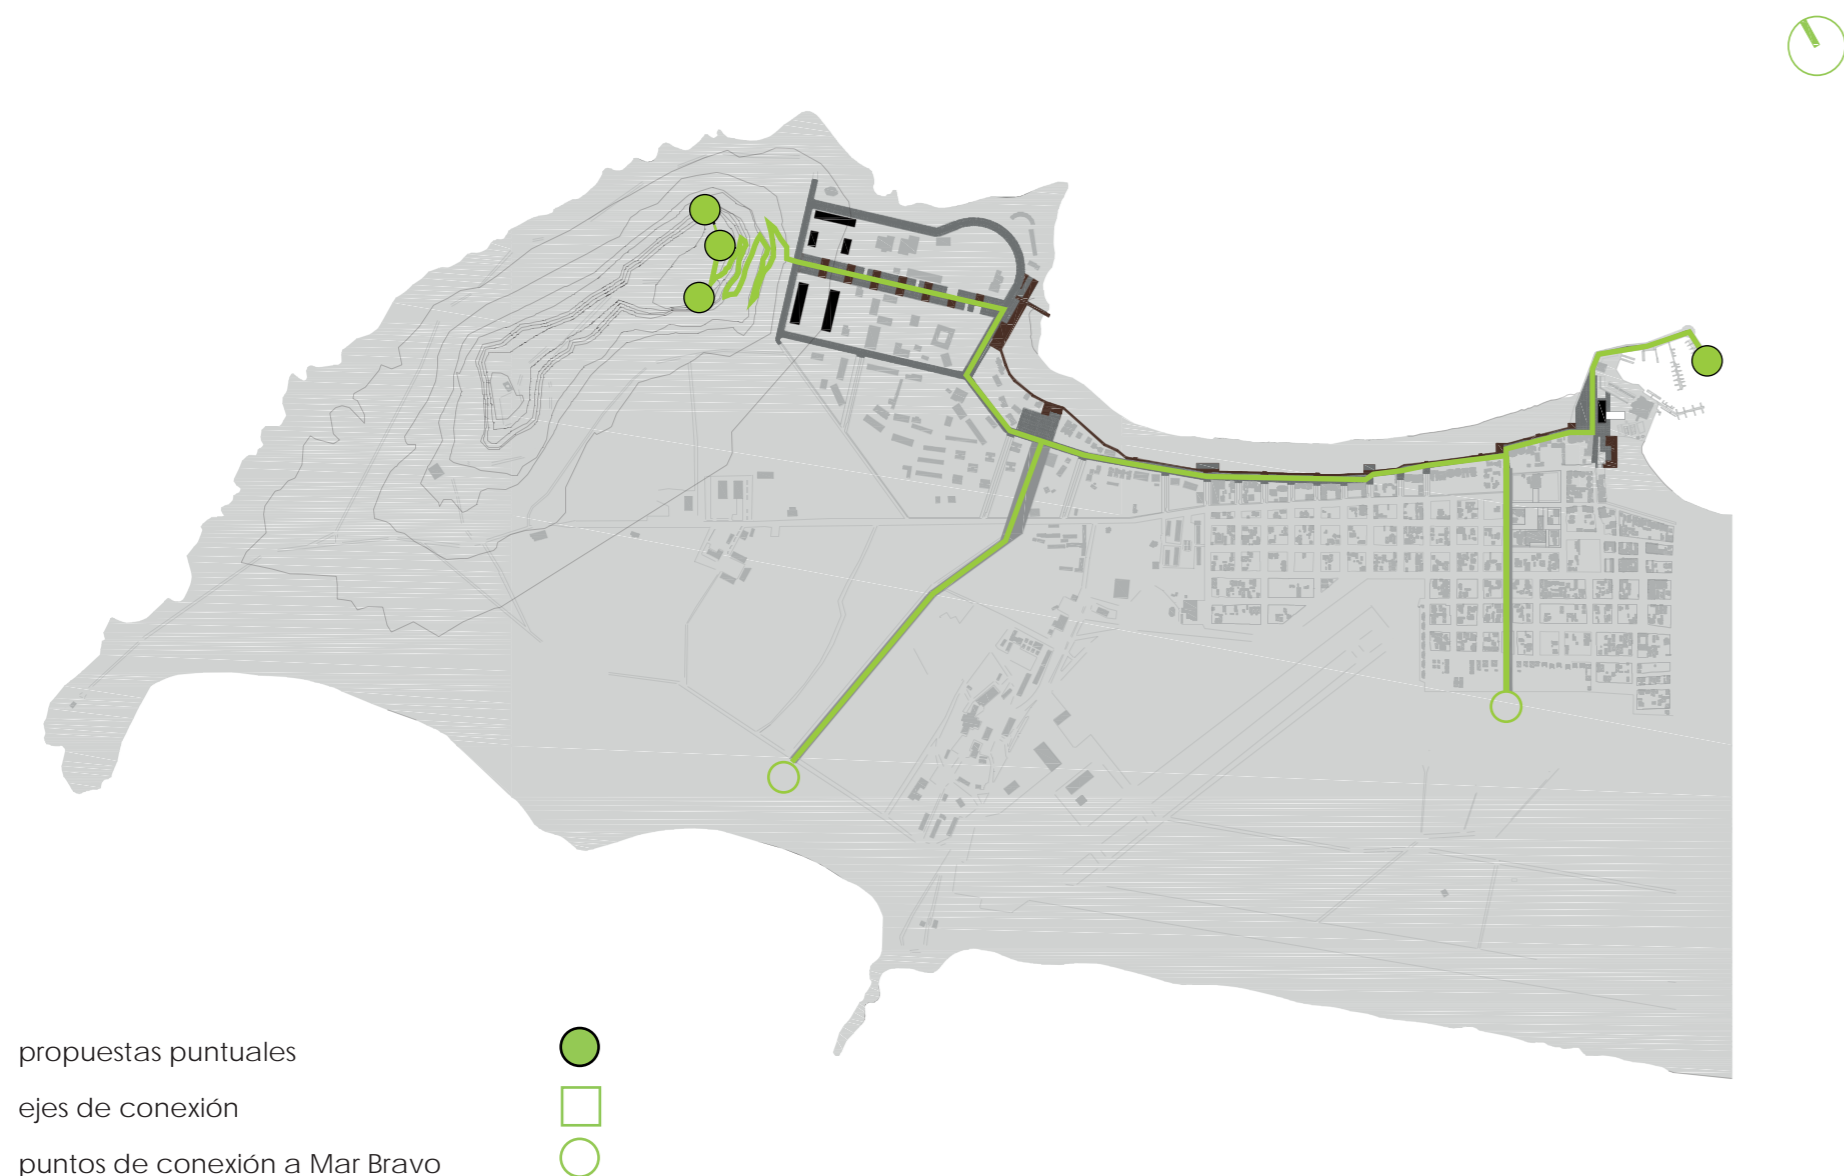 propuestas puntuales
ejes de conexión
puntos de conexión a Mar Bravo